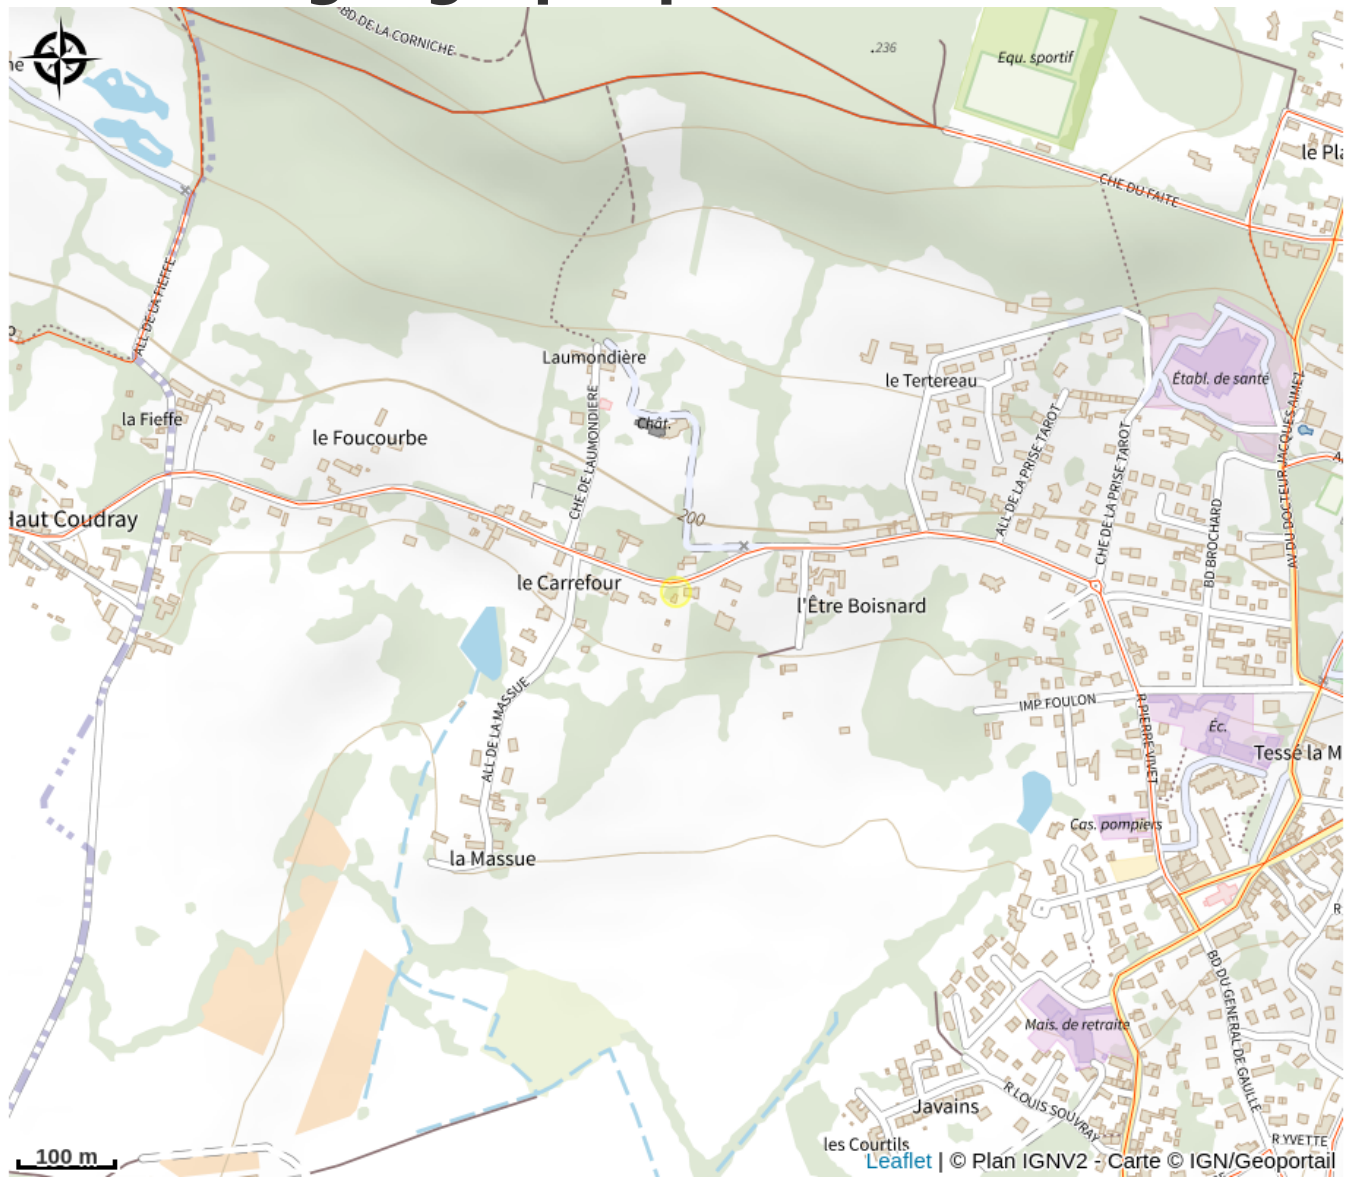 BD DE LA CORNICHE
.236
Equ. sportif
CHE DU FAITE
le Pla
ALL DE LA FIEFFE
Laumondière
le Tertereau
Établ. de santé
la Fieffe
Chât.
le Foucourbe
CHE DE LAUMONDIERE
ALL DE LA PRISE TAROT
CHE DE LA PRISE TAROT
AV DU DOCTEUR JACQUES AIMEZ
BD BROCHARD
200
Haut Coudray
le Carrefour
l'Être Boisnard
ALL DE LA MASSUE
IMP FOULON
R PIERRE VIVET
Éc.
Tessé la M
Cas. pompiers
la Massue
R
BD DU GENERAL DE GAULLE
Mais. de retraite
R LOUIS SOUVRAY
Javains
les Courtils
R YVETTE
100 m
Leaflet | © Plan IGNV2 - Carte © IGN/Geoportail